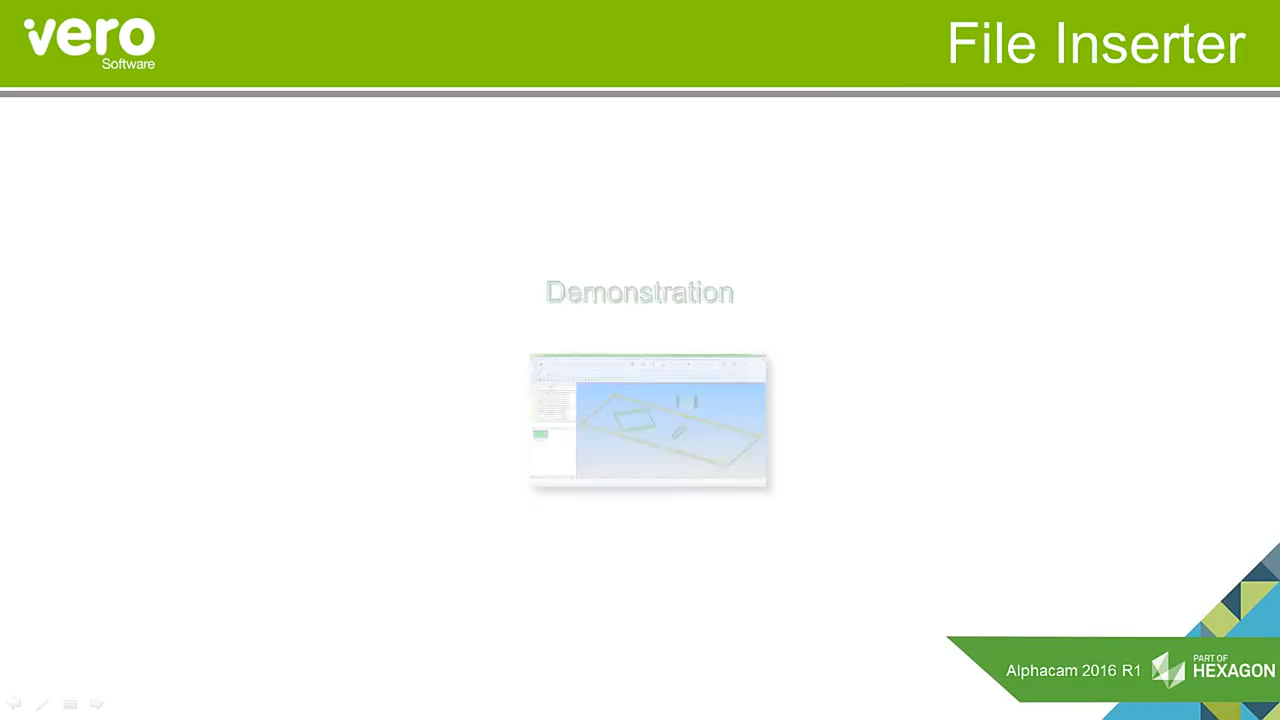 vero
Software
File Inserter
Demonstration
Alphacam 2016 R1
PART OF
HEXAGON